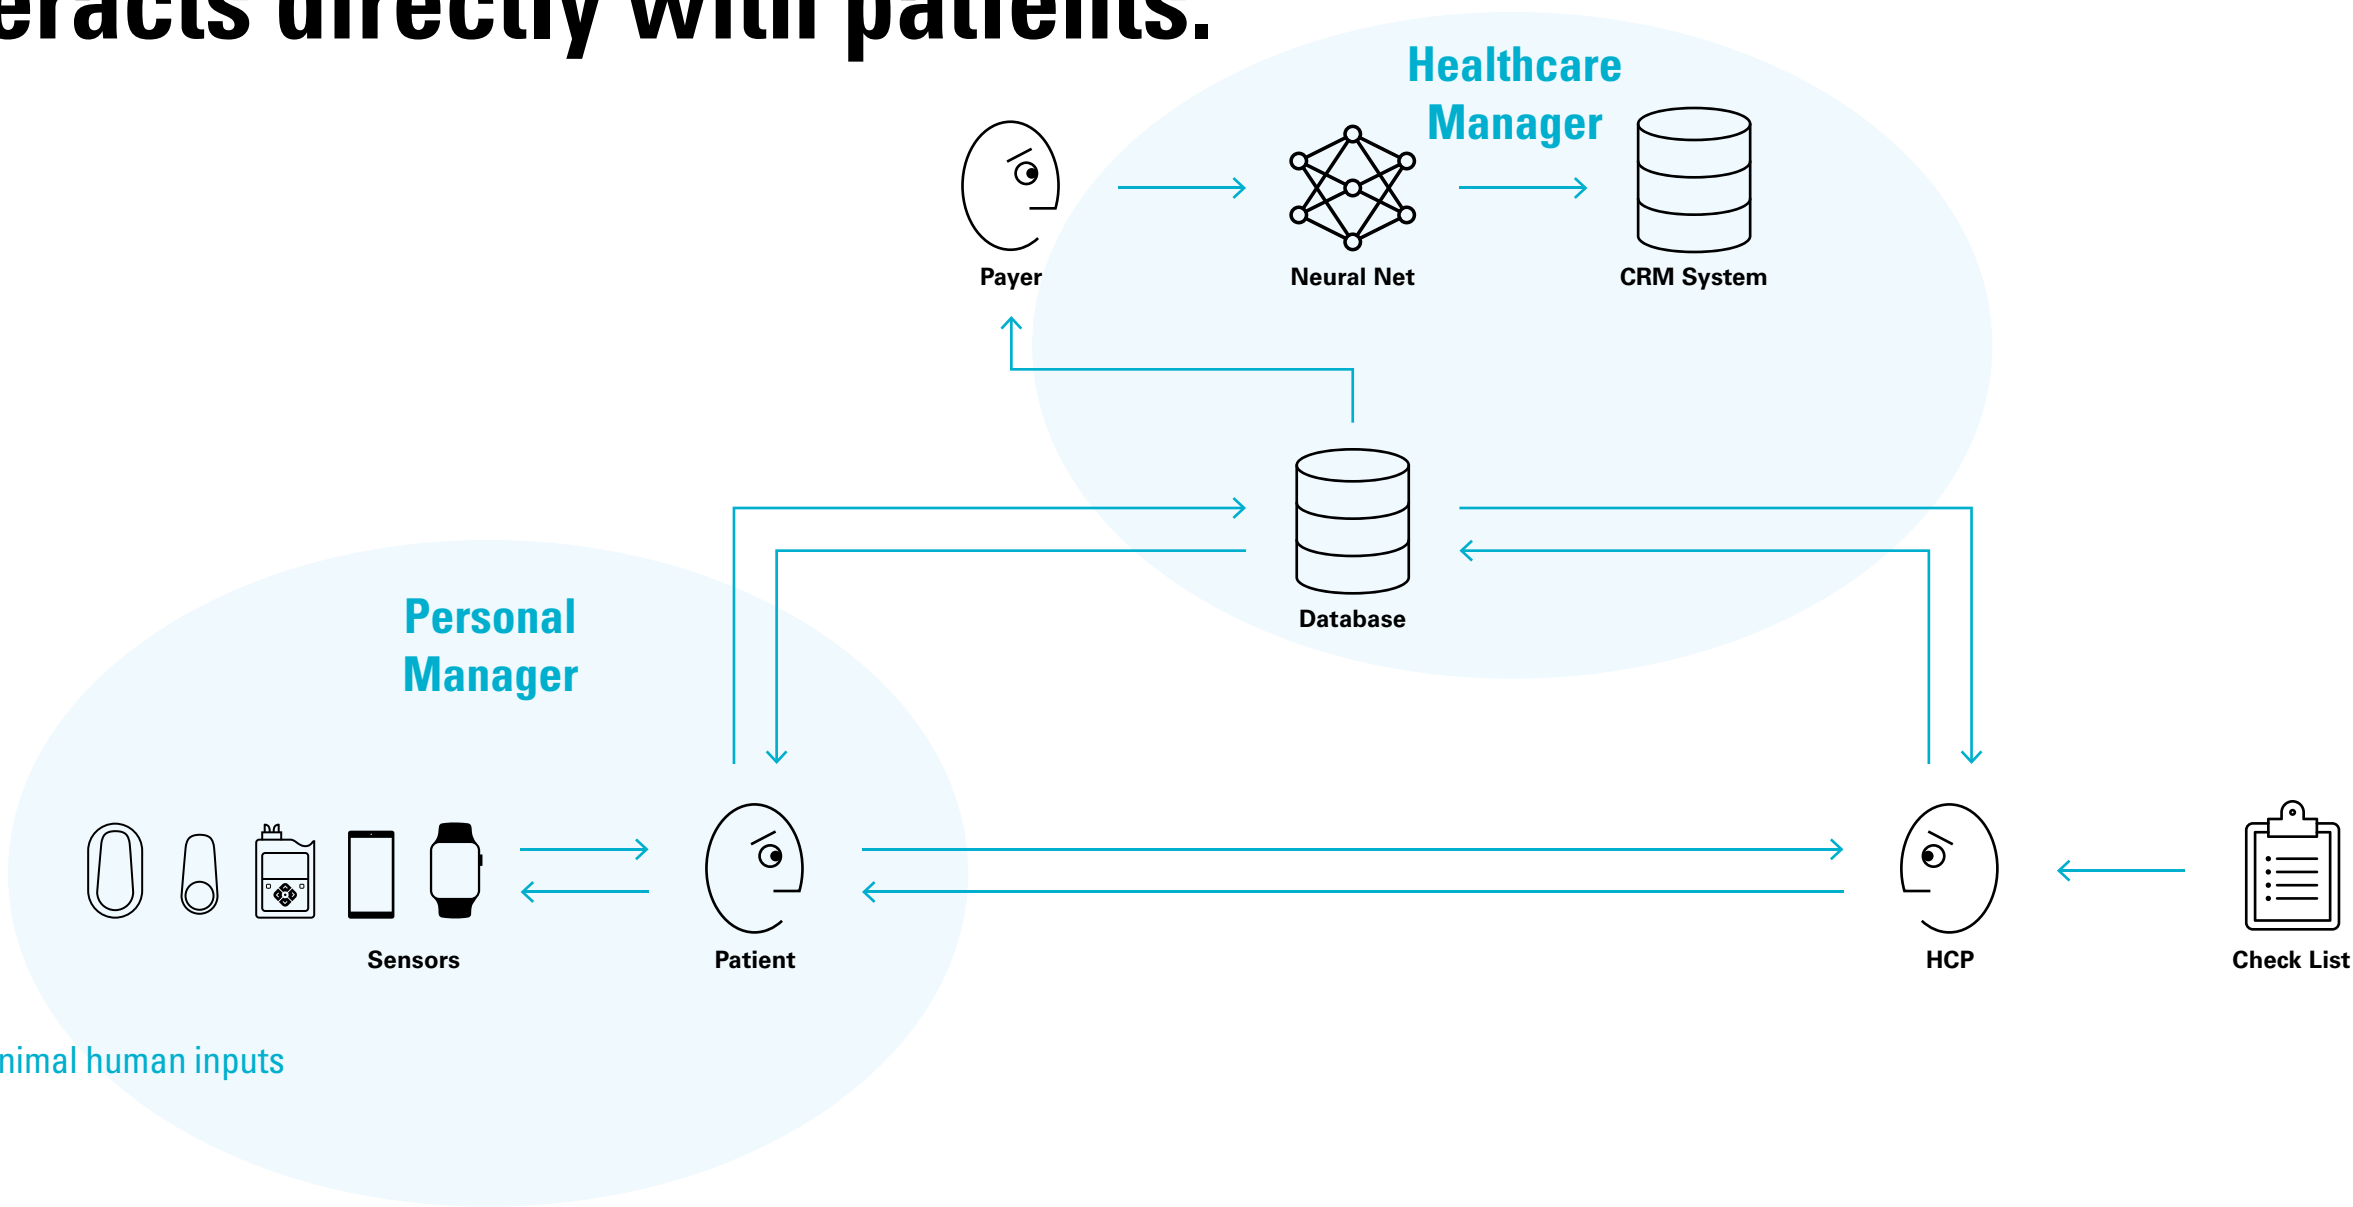 eracts directly with patients.
Healthcare
Manager
Payer
Neural Net
CRM System
Database
Personal
Manager
Sensors
Patient
HCP
Check List
nimal human inputs